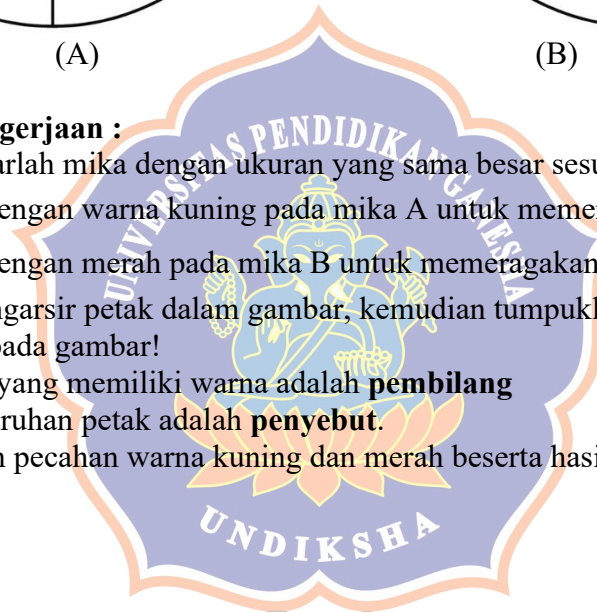 (A) (B)
gerjaan :
arlah mika dengan ukuran yang sama besar sesu
engan warna kuning pada mika A untuk memer
engan merah pada mika B untuk memeragakan
ngarsir petak dalam gambar, kemudian tumpukl
pada gambar!
yang memiliki warna adalah pembilang
ruhan petak adalah penyebut.
n pecahan warna kuning dan merah beserta hasi
UNIVERSITAS PENDIDIKAN GANESHA
UNDIKSHA